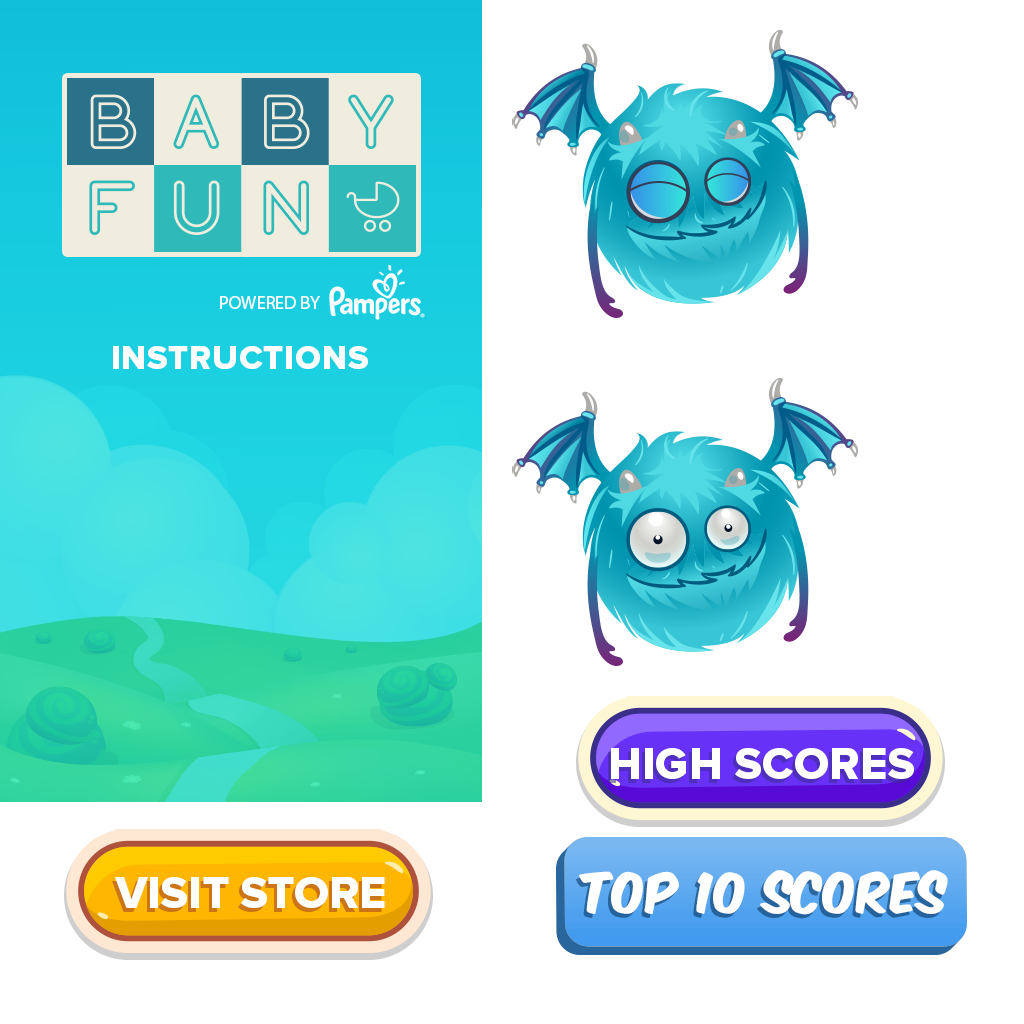 BABY
FUN
POWERED BY Pampers®
INSTRUCTIONS
HIGH SCORES
VISIT STORE
TOP 10 SCORES